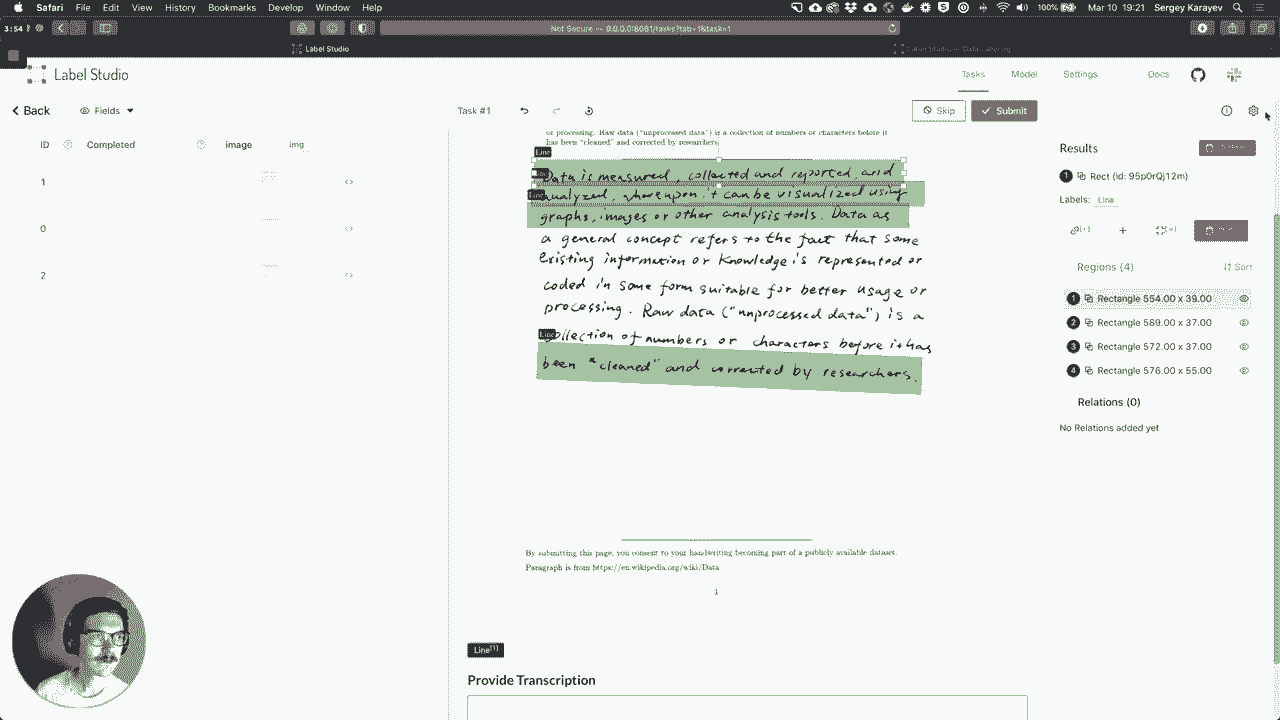 Safari File Edit View History Bookmarks Develop Window Help
100% Mar 10 19:21 Sergey Karayev
3:54
Not Secure — 0.0.0.0:8081/tasks?tab=1&task=1
Label Studio
Label Studio
Tasks Model Settings Docs
Back Fields Task #1 Skip Submit
ID Completed image img
1
0
2
or processing. Raw data ("unprocessed data") is a collection of numbers or characters before it
has been "cleaned" and corrected by researchers
Line
Data is measured, collected and reported, and
analyzed, whereupon it can be visualized using
Line
graphs, images or other analysis tools. Data as
a general concept refers to the fact that some
existing information or knowledge is represented or
coded in some form suitable for better usage or
processing. Raw data ("unprocessed data") is a
Line
collection of numbers or characters before it has
been "cleaned" and corrected by researchers.
By submitting this page, you consent to your handwriting becoming part of a publicly available dataset.
Paragraph is from https://en.wikipedia.org/wiki/Data
1
Line[1]
Provide Transcription
Results
1 Rect (id: 95p0rQj12m)
Labels: Line
Regions (4) Sort
1 Rectangle 554.00 x 39.00
2 Rectangle 589.00 x 37.00
3 Rectangle 572.00 x 37.00
4 Rectangle 576.00 x 55.00
Relations (0)
No Relations added yet